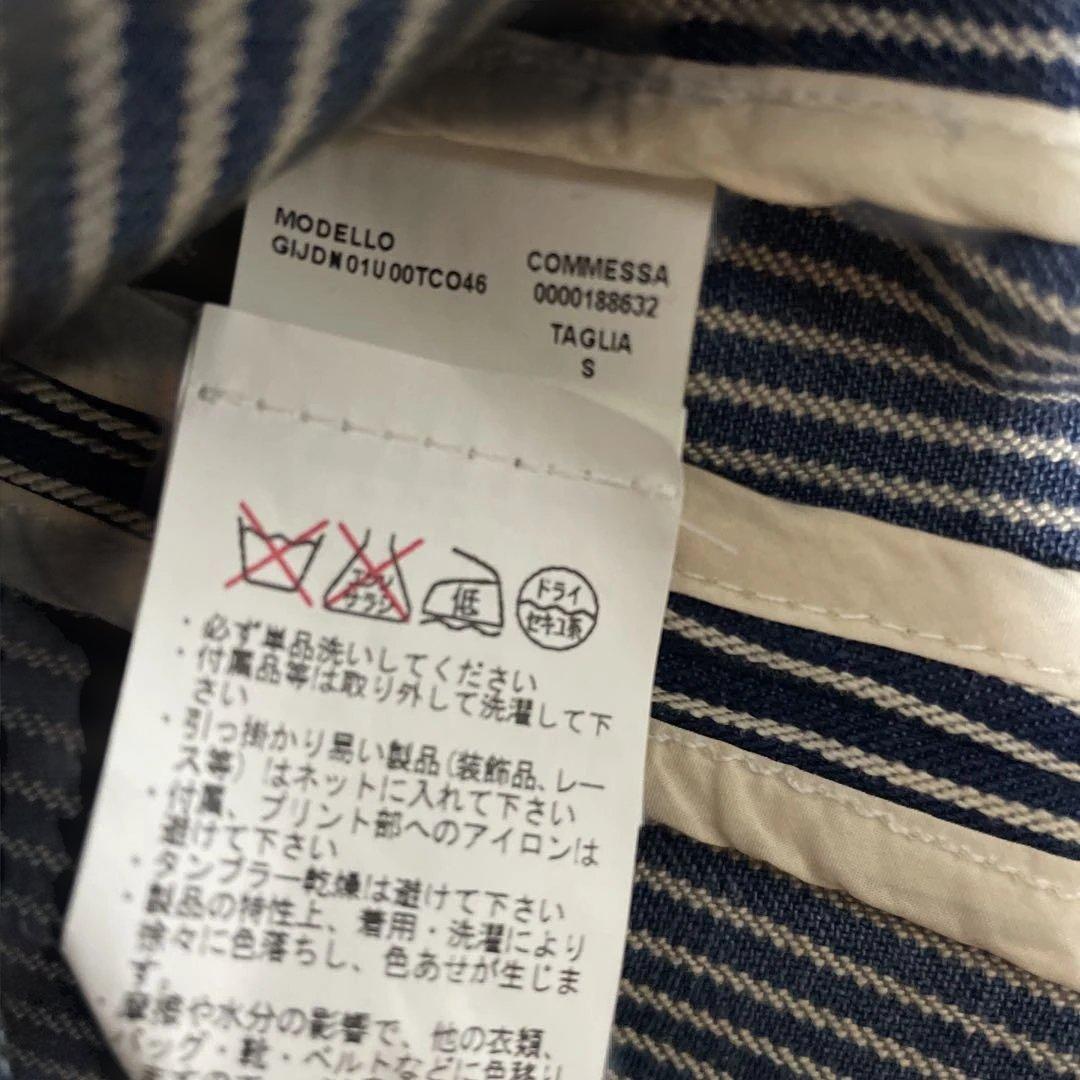 MODELLO
GIJDN01U00TCO46
COMMESSA
0000188632
TAGLIA
S
エンソ
サラシ
低
ドライ
セキユ系
・必ず単品洗いしてください
・付属品等は取り外して洗濯して下
さい
・引っ掛かり易い製品(装飾品、レー
ス等)はネットに入れて下さい
・付属、プリント部へのアイロンは
避けて下さい
・タンブラー乾燥は避けて下さい
・製品の特性上、着用・洗濯により
徐々に色落ちし、色あせが生じま
す。
・摩擦や水分の影響で、他の衣類、
バッグ・靴・ベルトなどに色移り